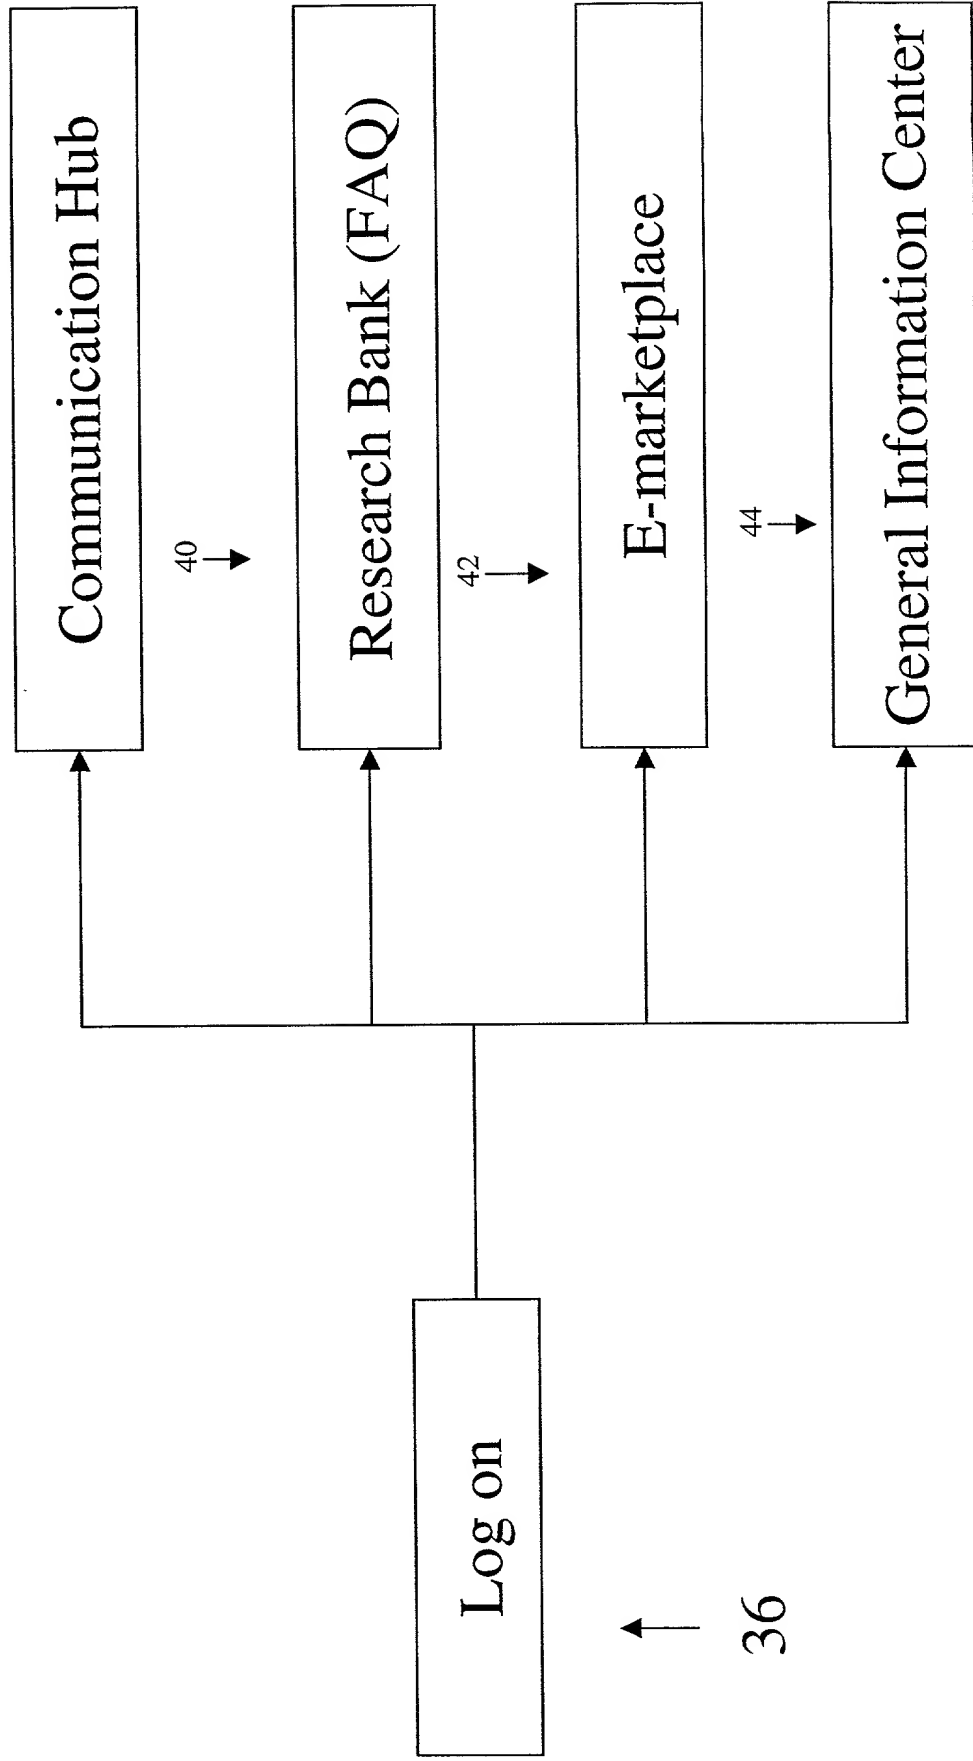 Communication Hub
40
Research Bank (FAQ)
42
E-marketplace
44
General Information Center
Log on
36